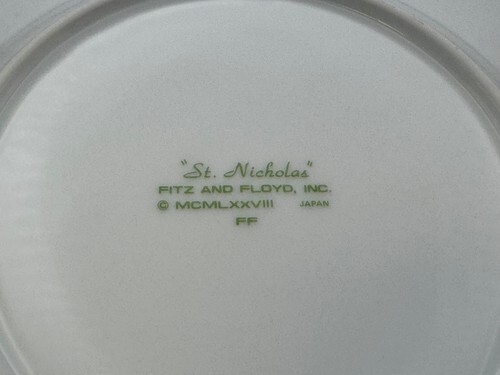 "St. Nicholas"
FITZ AND FLOYD, INC.
© MCMLXXVIII JAPAN
FF